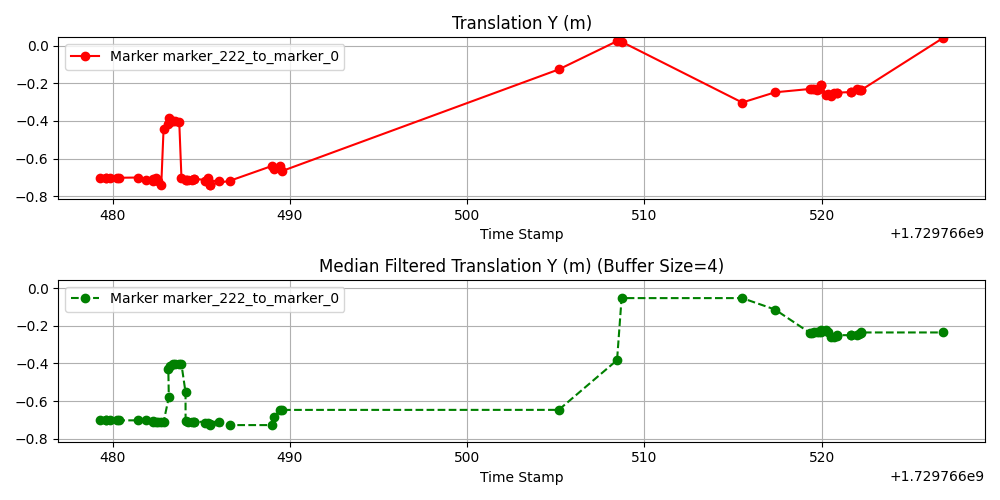 Translation Y (m)
0.0
−0.2
−0.4
−0.6
−0.8
Marker marker_222_to_marker_0
480 490 500 510 520
+1.729766e9
Time Stamp
Median Filtered Translation Y (m) (Buffer Size=4)
0.0
−0.2
−0.4
−0.6
−0.8
Marker marker_222_to_marker_0
480 490 500 510 520
+1.729766e9
Time Stamp